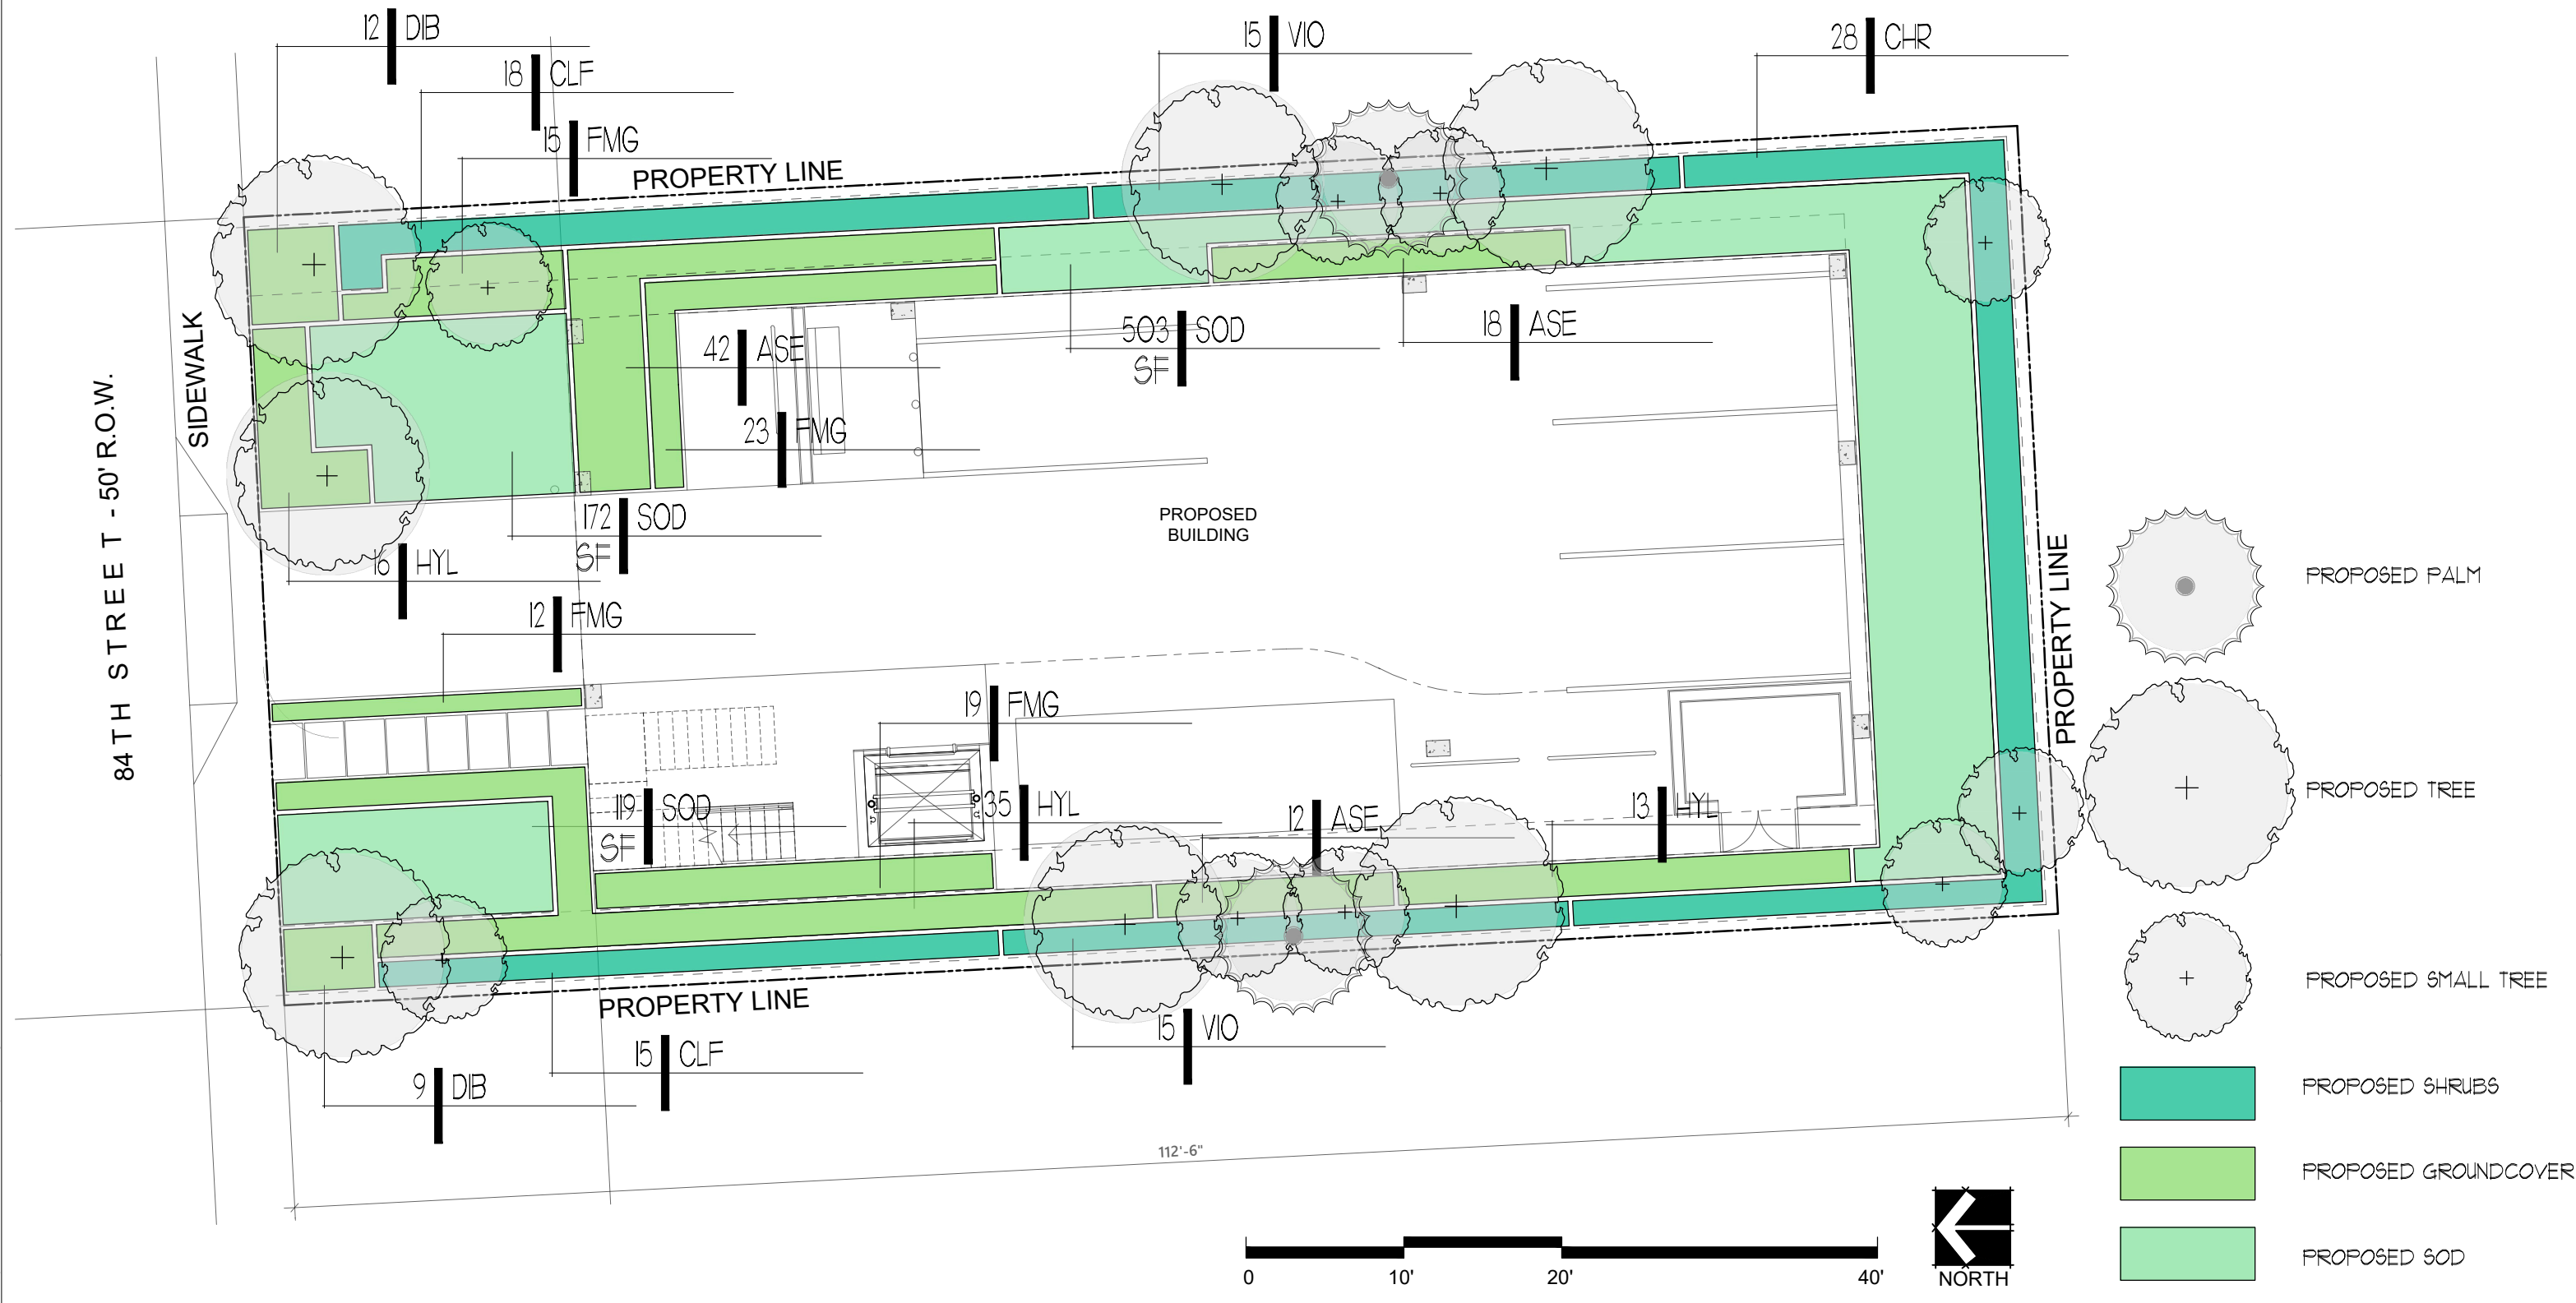 12 DIB
18 CLF
15 FMG
15 VIO
28 CHR
PROPERTY LINE
SIDEWALK
84TH STREET - 50' R.O.W.
42 ASE
23 FMG
503 SOD
SF
18 ASE
172 SOD
SF
16 HYL
12 FMG
PROPOSED
BUILDING
PROPERTY LINE
19 FMG
119 SOD
SF
35 HYL
12 ASE
13 HYL
PROPERTY LINE
15 CLF
9 DIB
15 VIO
112'-6"
0 10' 20' 40'
NORTH
PROPOSED PALM
PROPOSED TREE
PROPOSED SMALL TREE
PROPOSED SHRUBS
PROPOSED GROUNDCOVER
PROPOSED SOD